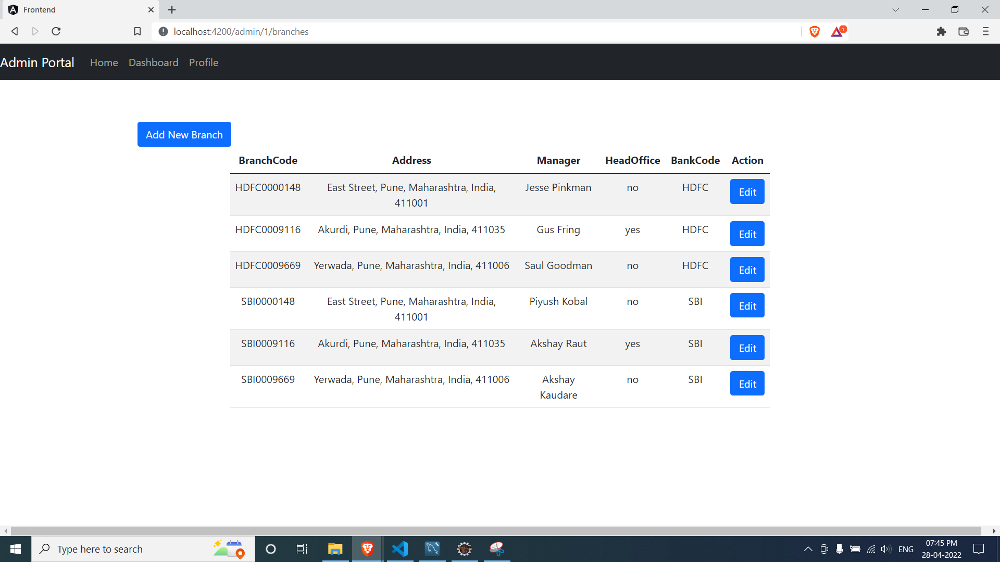 Frontend
localhost:4200/admin/1/branches
1
Admin Portal Home Dashboard Profile
Add New Branch
BranchCode Address Manager HeadOffice BankCode Action
HDFC0000148 East Street, Pune, Maharashtra, India, Jesse Pinkman no HDFC Edit
411001
HDFC0009116 Akurdi, Pune, Maharashtra, India, 411035 Gus Fring yes HDFC Edit
HDFC0009669 Yerwada, Pune, Maharashtra, India, 411006 Saul Goodman no HDFC Edit
SBI0000148 East Street, Pune, Maharashtra, India, Piyush Kobal no SBI Edit
411001
SBI0009116 Akurdi, Pune, Maharashtra, India, 411035 Akshay Raut yes SBI Edit
SBI0009669 Yerwada, Pune, Maharashtra, India, 411006 Akshay no SBI Edit
Kaudare
Type here to search
ENG
07:45 PM
28-04-2022